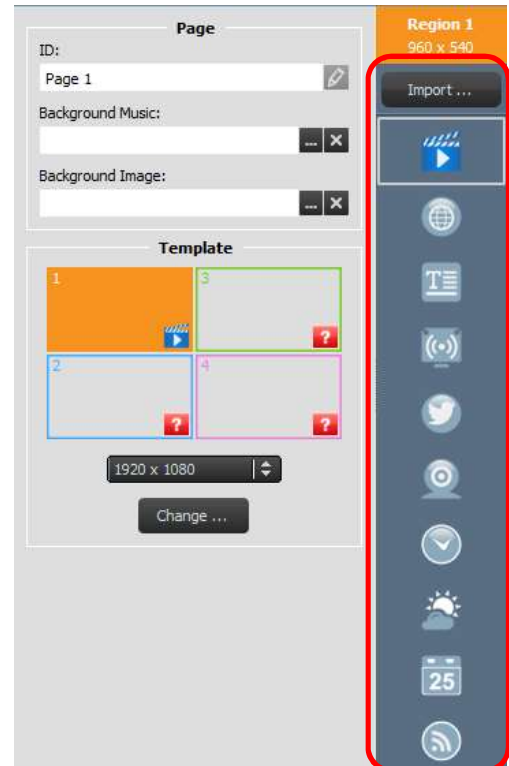 Page
ID:
Page 1
Background Music:
...
Background Image:
...
Template
1
3
?
2
4
?
?
1920 x 1080
Change ...
Region 1
960 x 540
Import ...
T
25